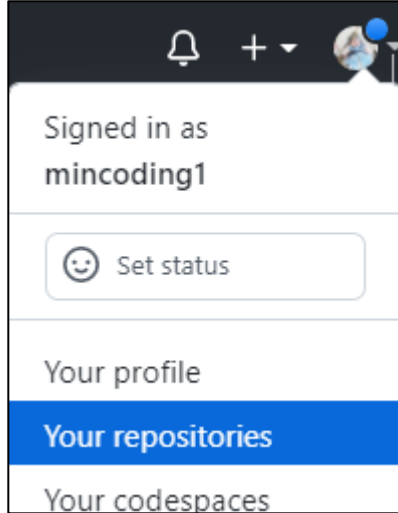 Signed in as
mincoding1
Set status
Your profile
Your repositories
Your codespaces